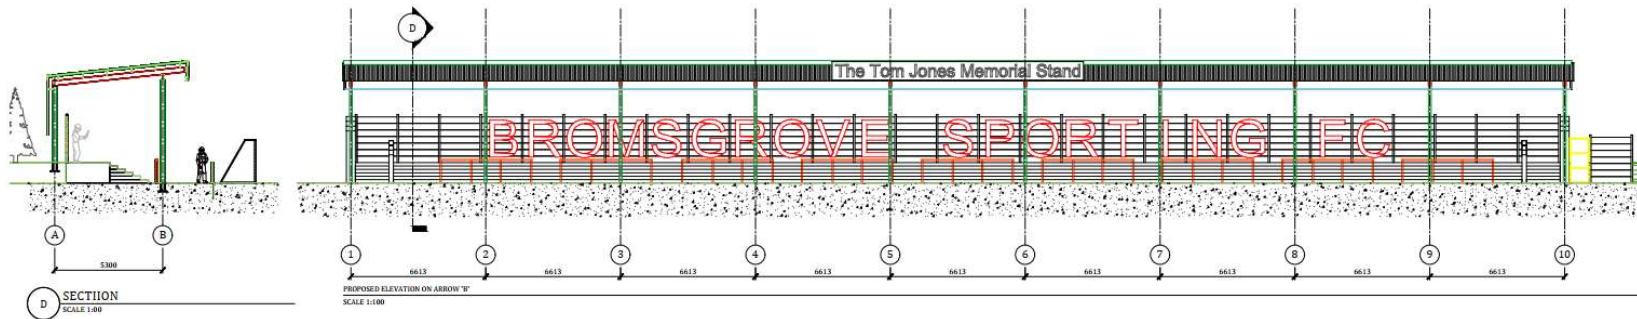 D
The Tom Jones Memorial Stand
BROMSGROVE SPORTING FC
A B
5300
D SECTIION
SCALE 1:00
1 2 3 4 5 6 7 8 9 10
6613 6613 6613 6613 6613 6613 6613 6613 6613
PROPOSED ELEVATION ON ARROW "B"
SCALE 1:100